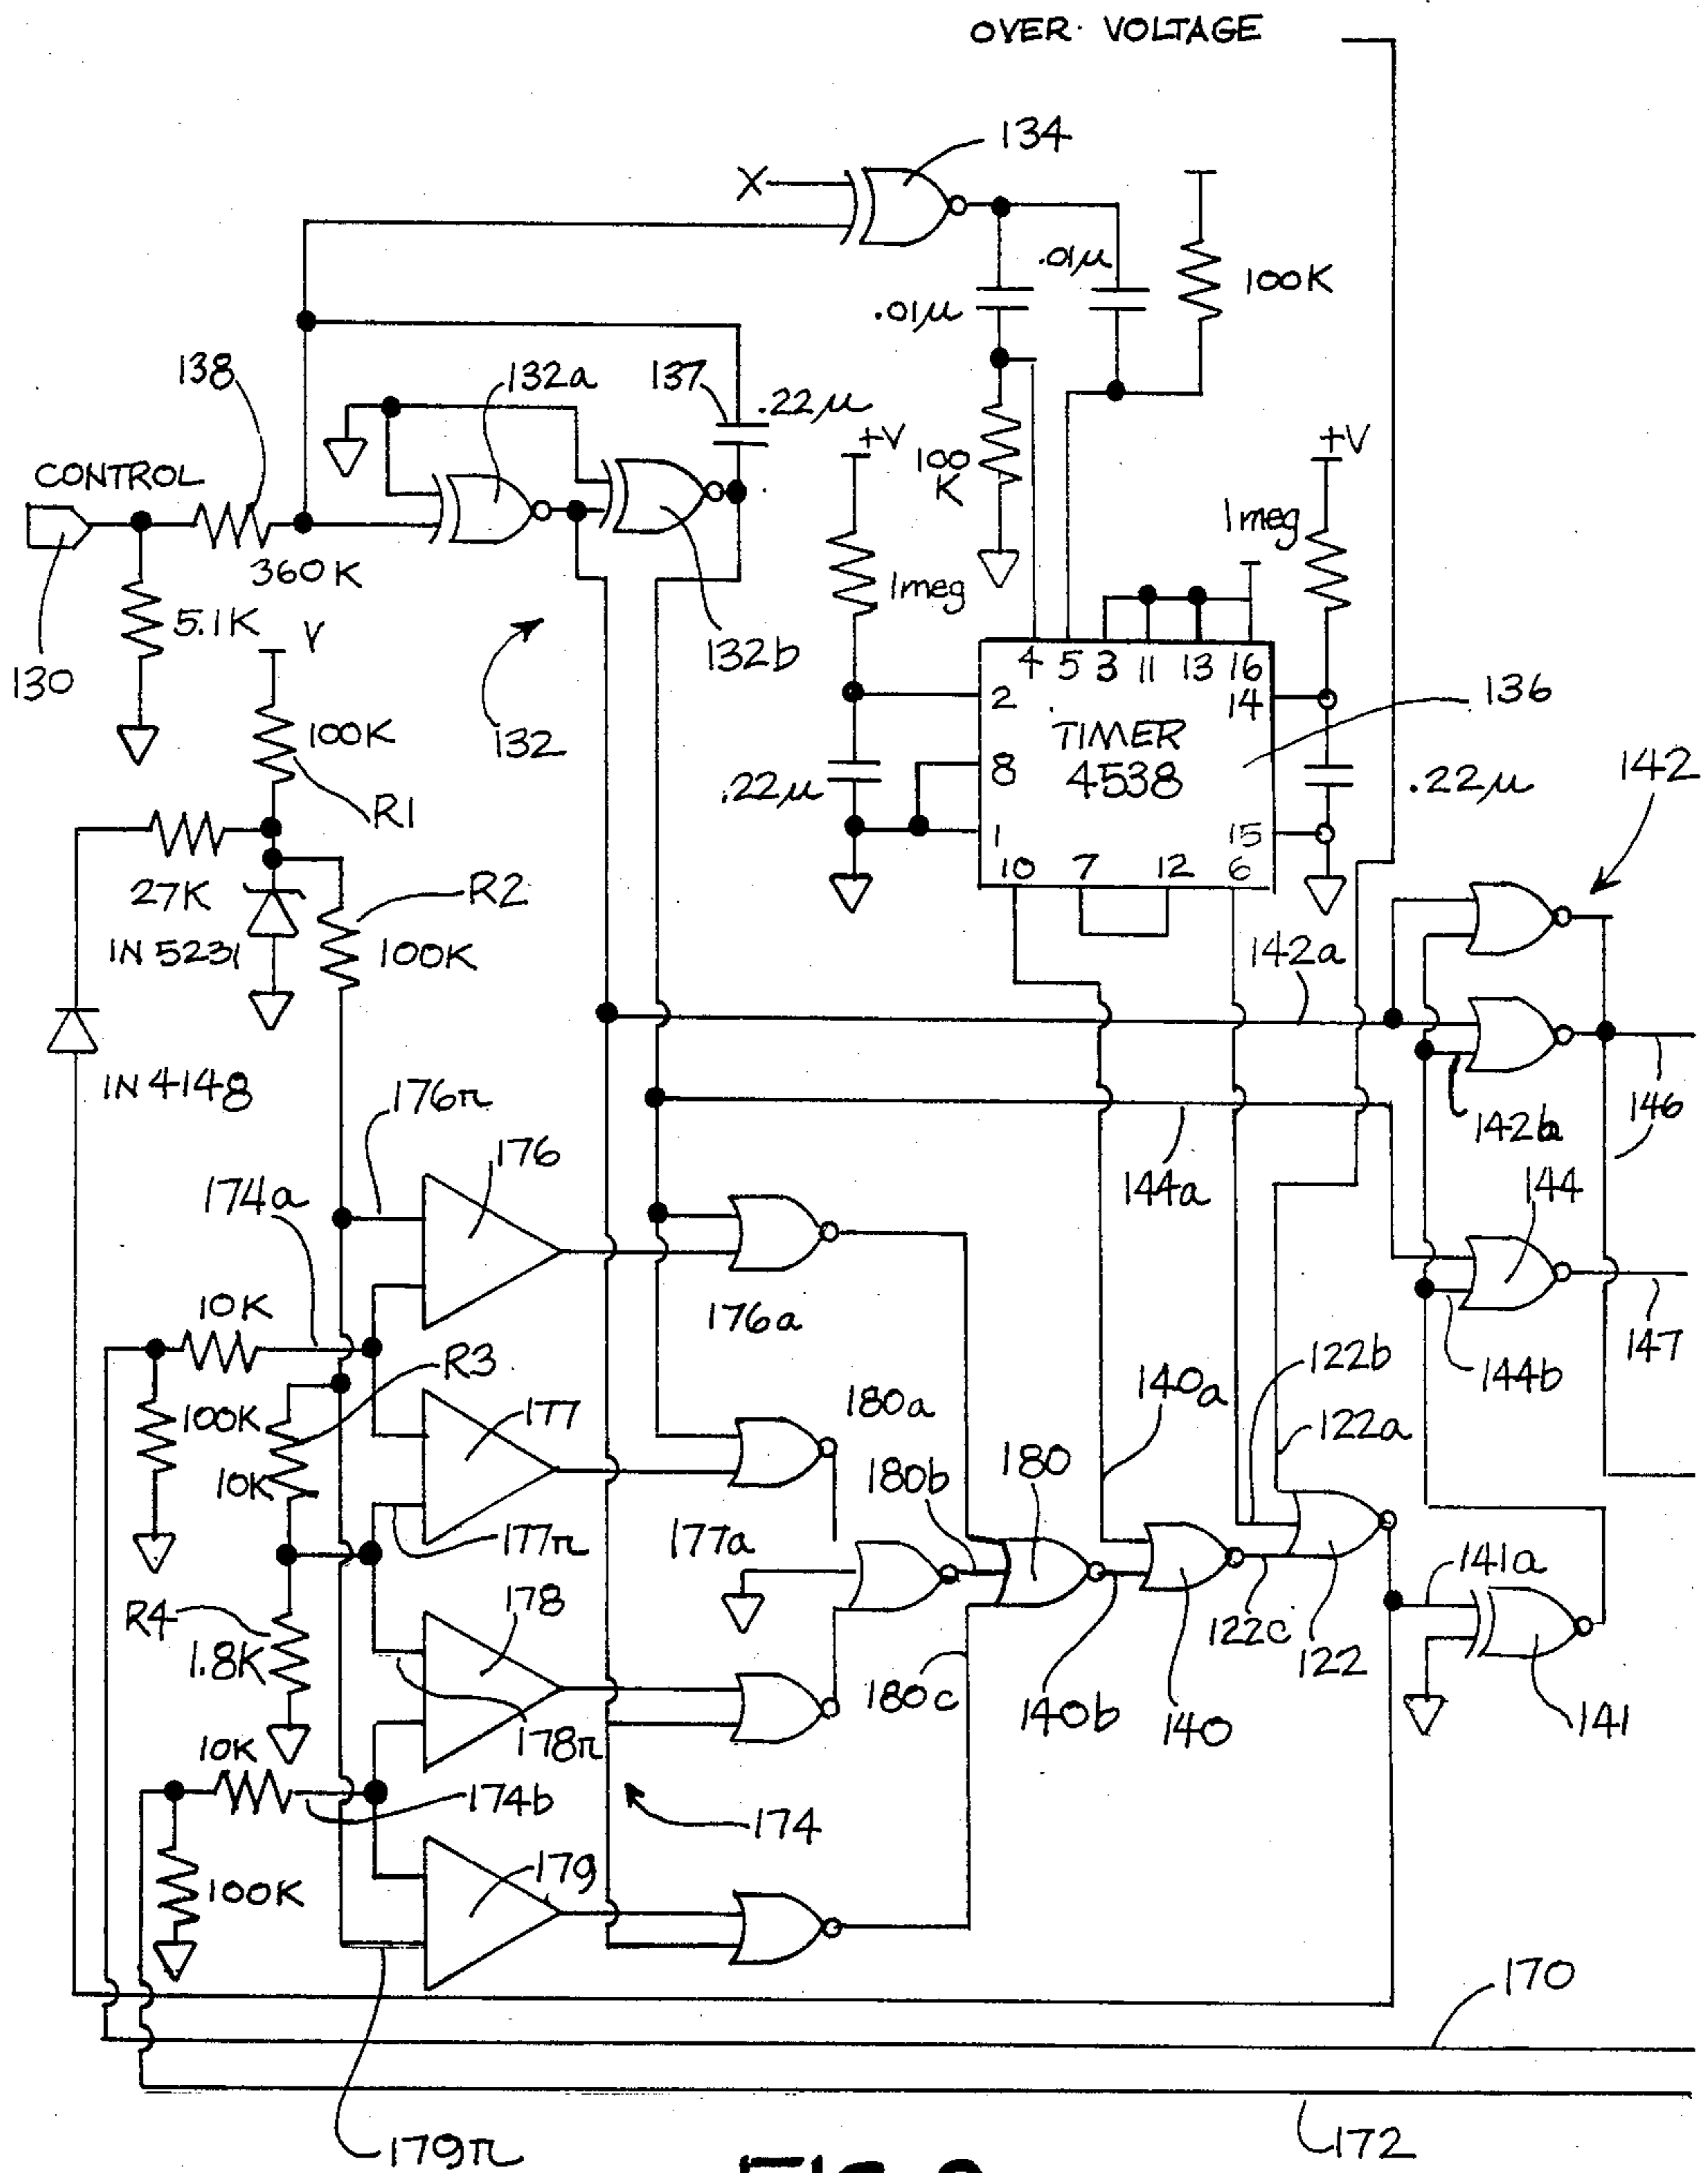 OVER· VOLTAGE
134
X
.01µ
.01µ
100K
138
132a
137
.22µ
+V
100
K
+V
CONTROL
360K
1meg
1meg
5.1K
V
132b
130
4 5 3 11 13 16
2
14
136
TIMER
4538
132
100K
8
.22µ
.22µ
142
R1
1
15
10 7 12 6
27K
R2
1N 5231
100K
142a
1N 4148
176r
142b
146
176
174a
144a
144
10K
176a
147
R3
122b
144b
140a
180a
100K
177
122a
10K
180b
180
177a
177r
141a
R4
178
1.8K
122c
122
180c
140b
140
141
178r
10K
174b
174
179
100K
170
179r
172